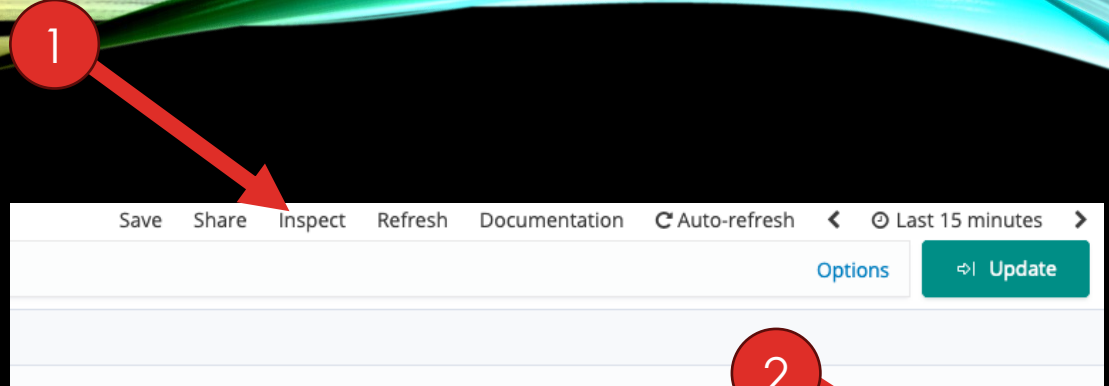 1
Save Share Inspect Refresh Documentation Auto-refresh Last 15 minutes
Options Update
2